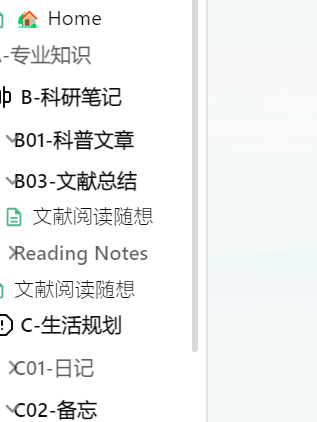 Home
A-专业知识
B-科研笔记
B01-科普文章
B03-文献总结
文献阅读随想
Reading Notes
文献阅读随想
C-生活规划
C01-日记
C02-备忘